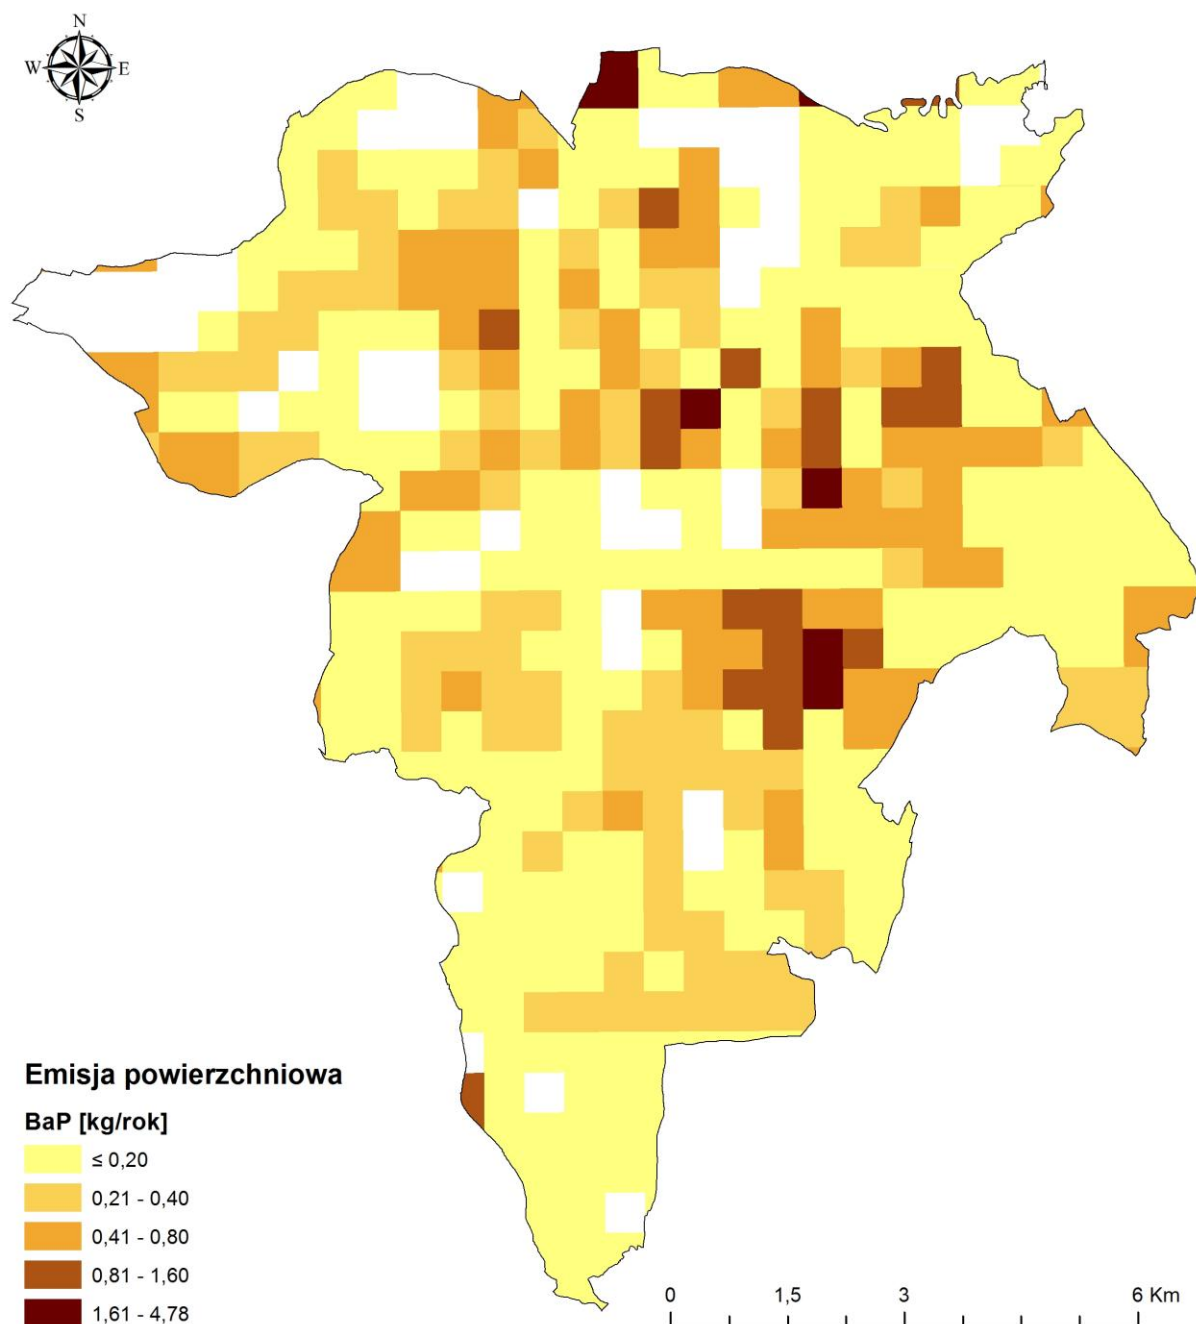 N
W E
S
Emisja powierzchniowa
BaP [kg/rok]
≤ 0,20
0,21 - 0,40
0,41 - 0,80
0,81 - 1,60
1,61 - 4,78
0 1,5 3 6 Km